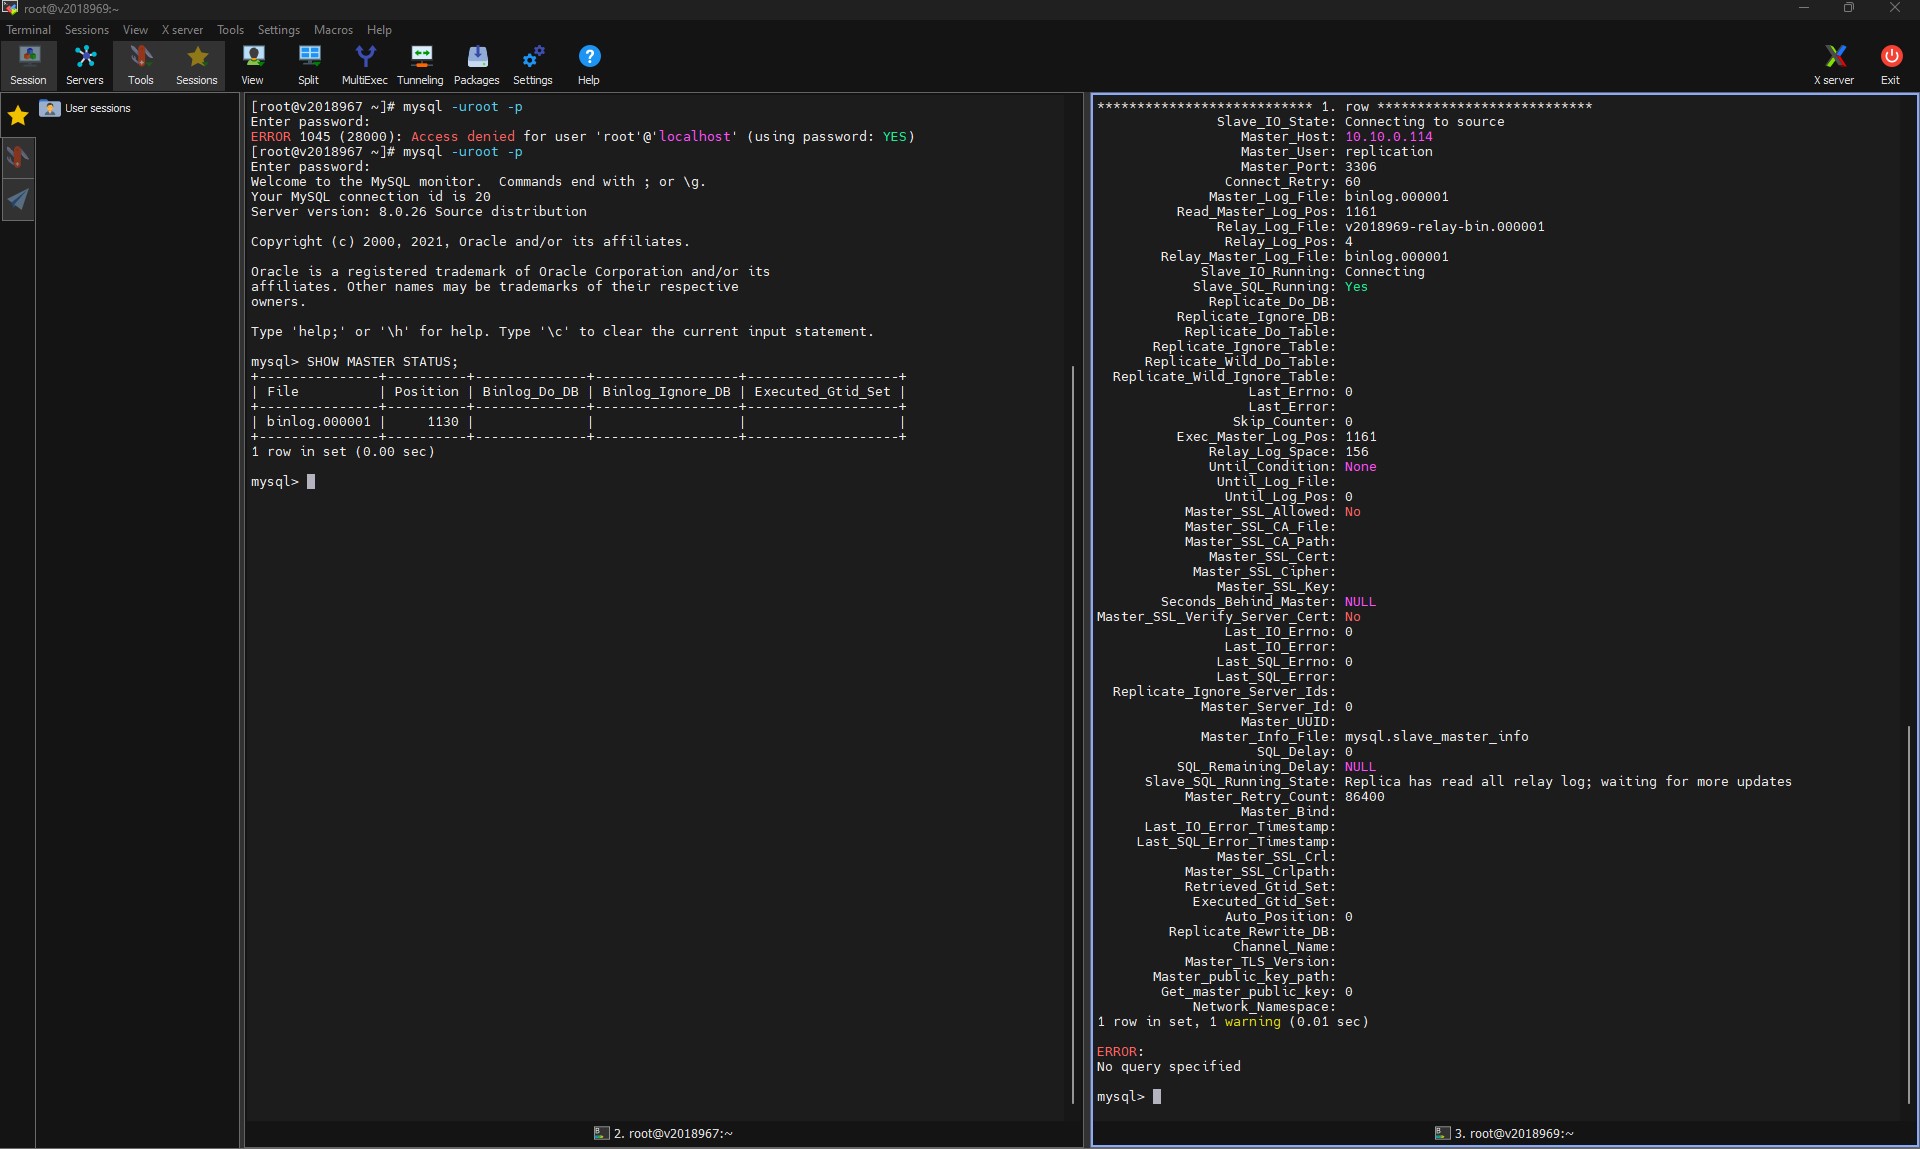 root@v2018969:~
Terminal Sessions View X server Tools Settings Macros Help
Session Servers Tools Sessions View Split MultiExec Tunneling Packages Settings Help X server Exit
User sessions
[root@v2018967 ~]# mysql -uroot -p
Enter password:
ERROR 1045 (28000): Access denied for user 'root'@'localhost' (using password: YES)
[root@v2018967 ~]# mysql -uroot -p
Enter password:
Welcome to the MySQL monitor.  Commands end with ; or \g.
Your MySQL connection id is 20
Server version: 8.0.26 Source distribution

Copyright (c) 2000, 2021, Oracle and/or its affiliates.

Oracle is a registered trademark of Oracle Corporation and/or its
affiliates. Other names may be trademarks of their respective
owners.

Type 'help;' or '\h' for help. Type '\c' to clear the current input statement.

mysql> SHOW MASTER STATUS;
+---------------+----------+--------------+------------------+-------------------+
| File          | Position | Binlog_Do_DB | Binlog_Ignore_DB | Executed_Gtid_Set |
+---------------+----------+--------------+------------------+-------------------+
| binlog.000001 |     1130 |              |                  |                   |
+---------------+----------+--------------+------------------+-------------------+
1 row in set (0.00 sec)

mysql>
2. root@v2018967:~
*************************** 1. row ***************************
Slave_IO_State: Connecting to source
Master_Host: 10.10.0.114
Master_User: replication
Master_Port: 3306
Connect_Retry: 60
Master_Log_File: binlog.000001
Read_Master_Log_Pos: 1161
Relay_Log_File: v2018969-relay-bin.000001
Relay_Log_Pos: 4
Relay_Master_Log_File: binlog.000001
Slave_IO_Running: Connecting
Slave_SQL_Running: Yes
Replicate_Do_DB:
Replicate_Ignore_DB:
Replicate_Do_Table:
Replicate_Ignore_Table:
Replicate_Wild_Do_Table:
Replicate_Wild_Ignore_Table:
Last_Errno: 0
Last_Error:
Skip_Counter: 0
Exec_Master_Log_Pos: 1161
Relay_Log_Space: 156
Until_Condition: None
Until_Log_File:
Until_Log_Pos: 0
Master_SSL_Allowed: No
Master_SSL_CA_File:
Master_SSL_CA_Path:
Master_SSL_Cert:
Master_SSL_Cipher:
Master_SSL_Key:
Seconds_Behind_Master: NULL
Master_SSL_Verify_Server_Cert: No
Last_IO_Errno: 0
Last_IO_Error:
Last_SQL_Errno: 0
Last_SQL_Error:
Replicate_Ignore_Server_Ids:
Master_Server_Id: 0
Master_UUID:
Master_Info_File: mysql.slave_master_info
SQL_Delay: 0
SQL_Remaining_Delay: NULL
Slave_SQL_Running_State: Replica has read all relay log; waiting for more updates
Master_Retry_Count: 86400
Master_Bind:
Last_IO_Error_Timestamp:
Last_SQL_Error_Timestamp:
Master_SSL_Crl:
Master_SSL_Crlpath:
Retrieved_Gtid_Set:
Executed_Gtid_Set:
Auto_Position: 0
Replicate_Rewrite_DB:
Channel_Name:
Master_TLS_Version:
Master_public_key_path:
Get_master_public_key: 0
Network_Namespace:
1 row in set, 1 warning (0.01 sec)

ERROR:
No query specified

mysql>
3. root@v2018969:~